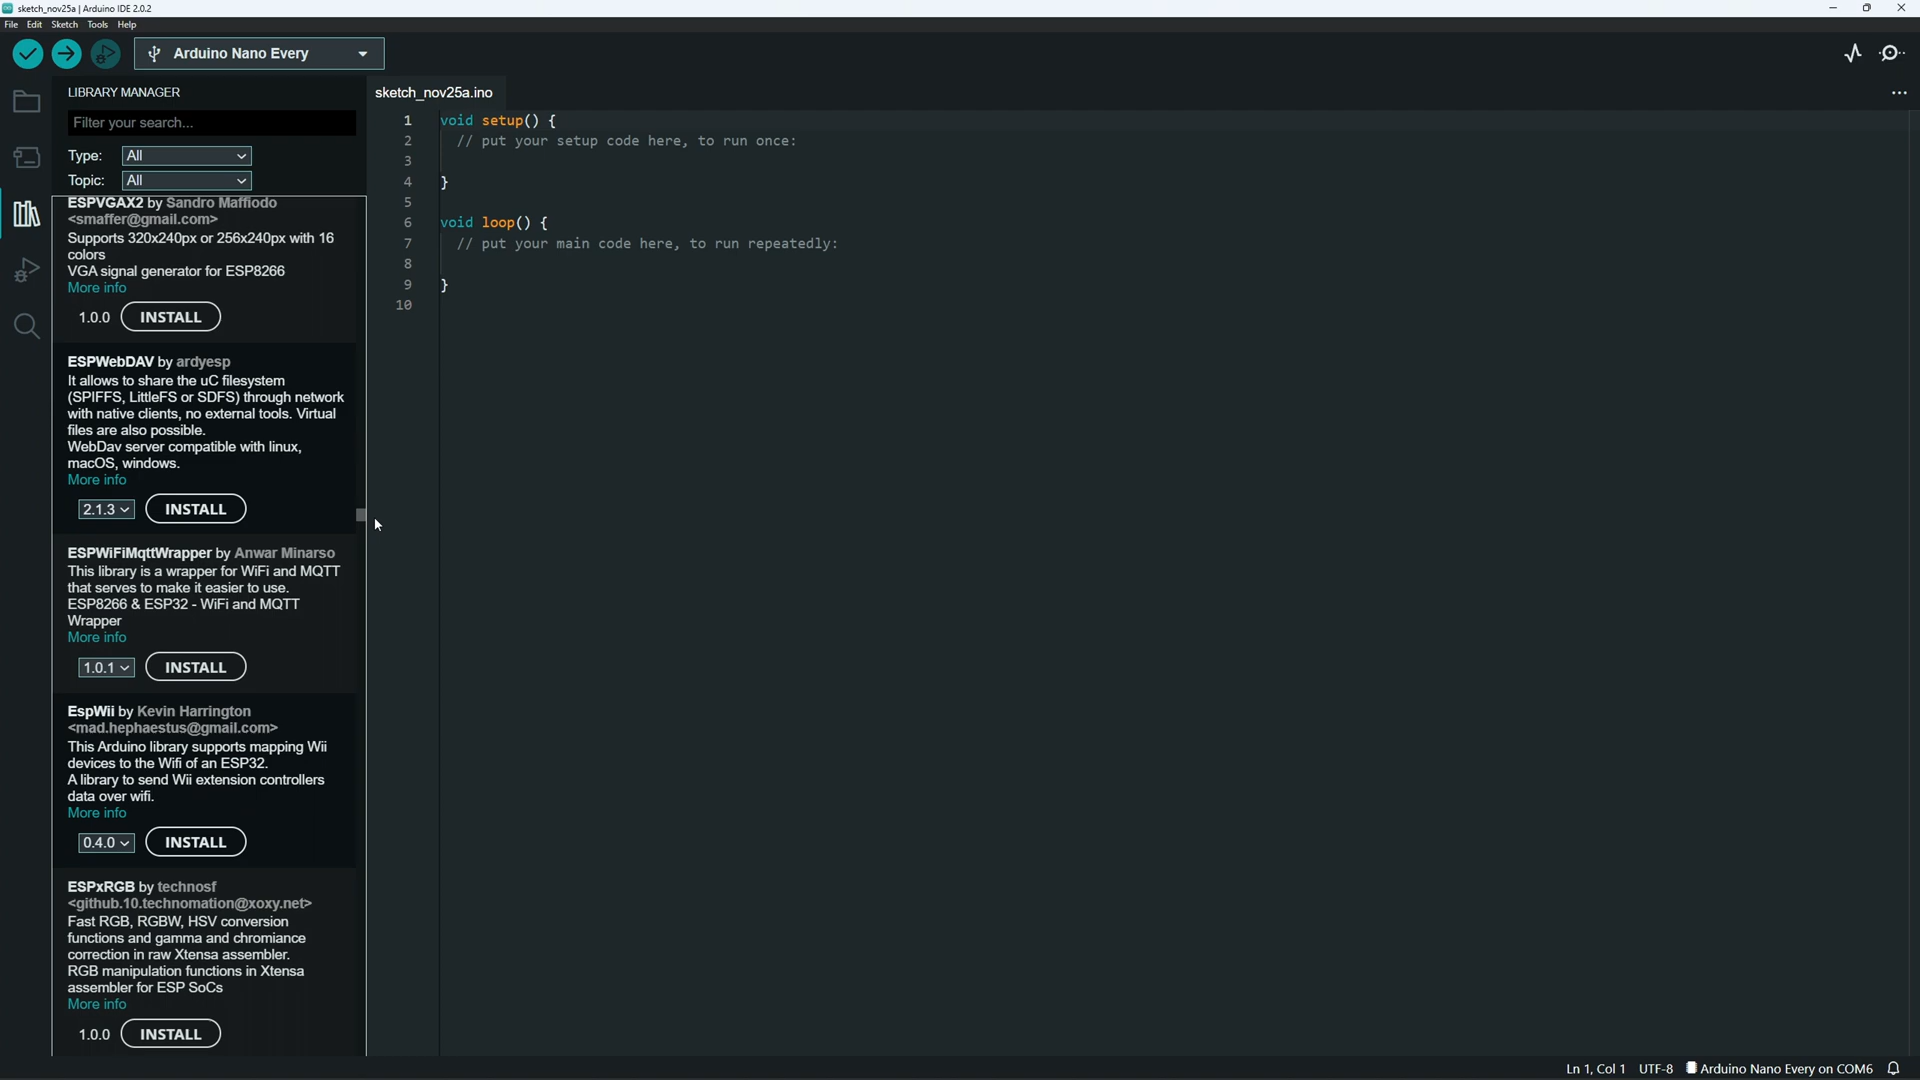 sketch_nov25a | Arduino IDE 2.0.2
File Edit Sketch Tools Help
Arduino Nano Every
LIBRARY MANAGER
Filter your search...
Type: All
Topic: All
ESPVGAX2 by Sandro Maffiodo
<smaffer@gmail.com>
Supports 320x240px or 256x240px with 16
colors
VGA signal generator for ESP8266
More info
1.0.0 INSTALL
ESPWebDAV by ardyesp
It allows to share the uC filesystem
(SPIFFS, LittleFS or SDFS) through network
with native clients, no external tools. Virtual
files are also possible.
WebDav server compatible with linux,
macOS, windows.
More info
2.1.3 INSTALL
ESPWiFiMqttWrapper by Anwar Minarso
This library is a wrapper for WiFi and MQTT
that serves to make it easier to use.
ESP8266 & ESP32 - WiFi and MQTT
Wrapper
More info
1.0.1 INSTALL
EspWii by Kevin Harrington
<mad.hephaestus@gmail.com>
This Arduino library supports mapping Wii
devices to the Wifi of an ESP32.
A library to send Wii extension controllers
data over wifi.
More info
0.4.0 INSTALL
ESPxRGB by technosf
<github.10.technomation@xoxy.net>
Fast RGB, RGBW, HSV conversion
functions and gamma and chromiance
correction in raw Xtensa assembler.
RGB manipulation functions in Xtensa
assembler for ESP SoCs
More info
1.0.0 INSTALL
sketch_nov25a.ino
1 void setup() {
2 // put your setup code here, to run once:
3
4 }
5
6 void loop() {
7 // put your main code here, to run repeatedly:
8
9 }
10
Ln 1, Col 1 UTF-8 Arduino Nano Every on COM6